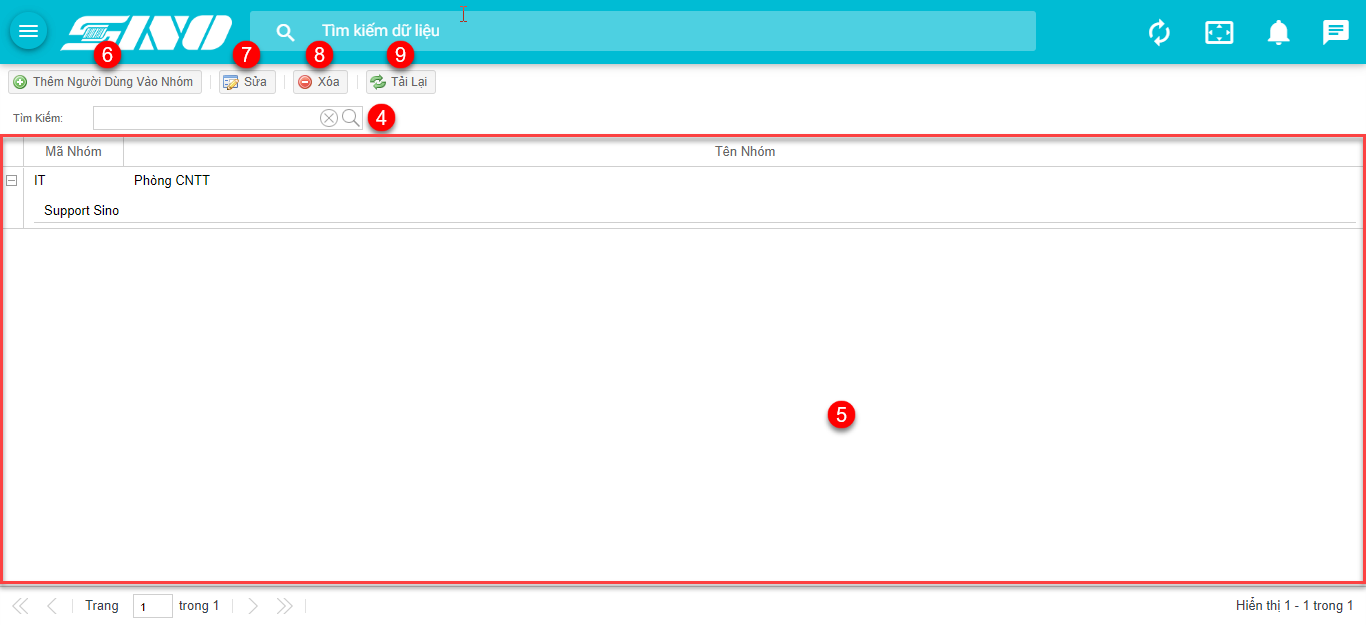 SINO
Tìm kiếm dữ liệu
6
7
8
9
Thêm Người Dùng Vào Nhóm
Sửa
Xóa
Tải Lại
Tìm Kiếm:
4
Mã Nhóm
Tên Nhóm
IT
Phòng CNTT
Support Sino
5
Trang
1
trong 1
Hiển thị 1 - 1 trong 1